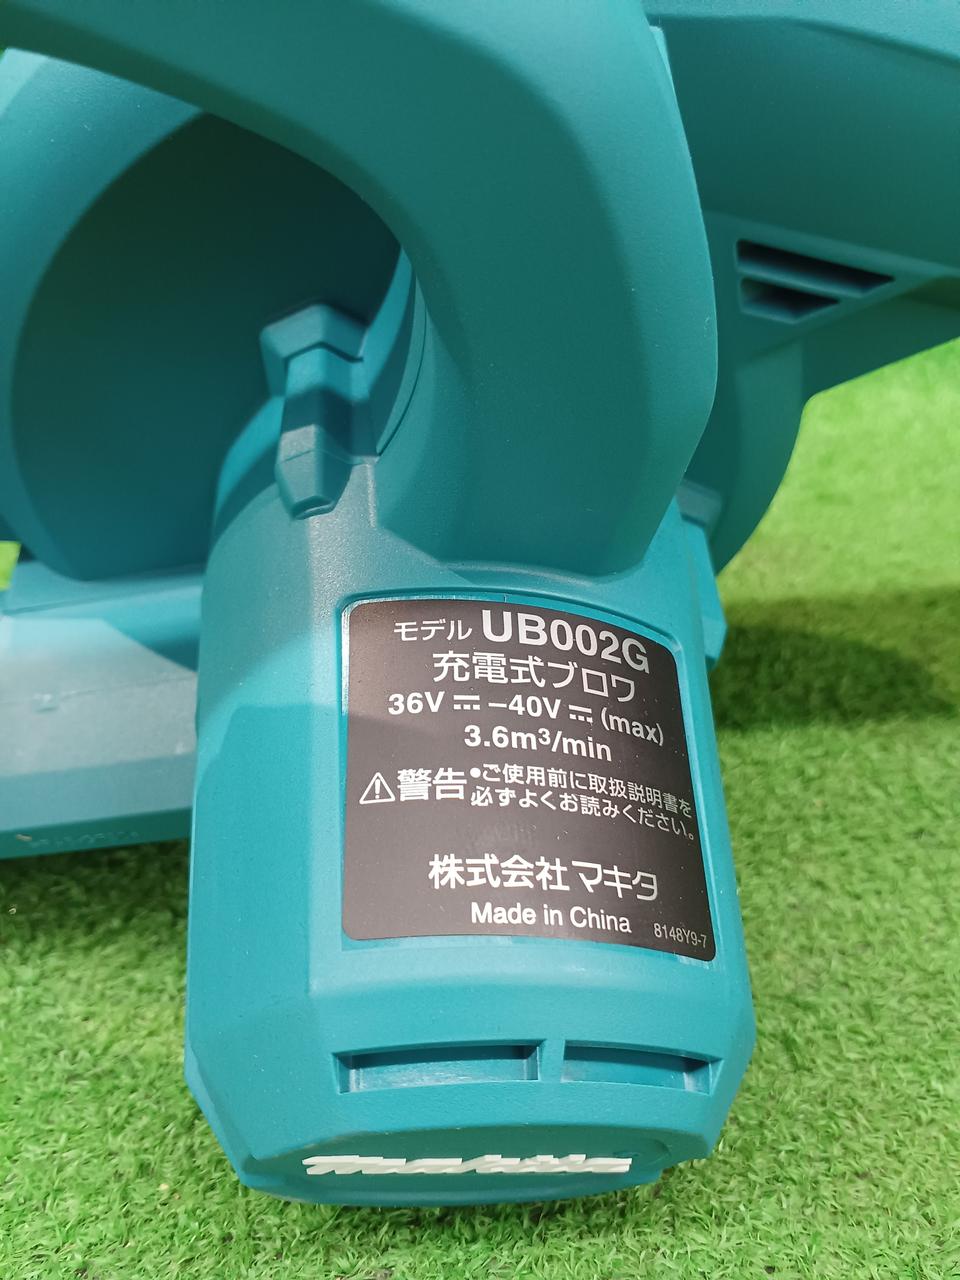 モデル UB002G
充電式ブロワ
36V ⎓ –40V ⎓ (max)
3.6m³/min
⚠警告 •ご使用前に取扱説明書を
必ずよくお読みください。
株式会社マキタ
Made in China 8148Y9-7
Makita